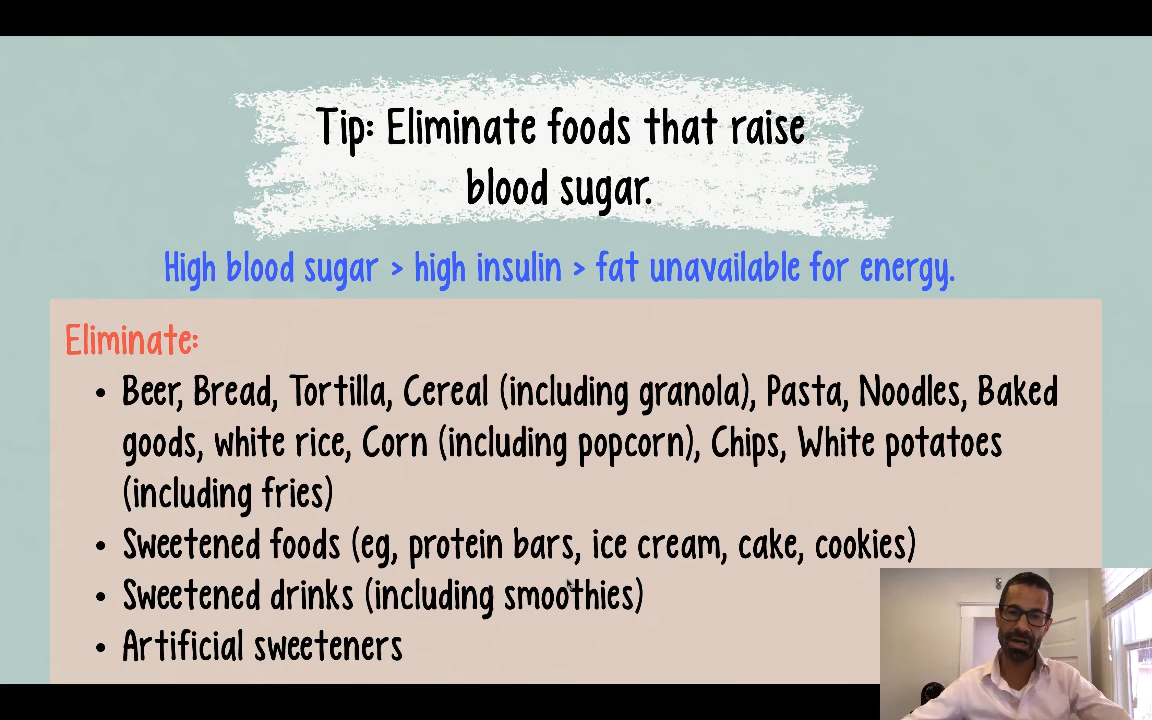 Tip: Eliminate foods that raise
blood sugar.
High blood sugar > high insulin > fat unavailable for energy.
Eliminate:
• Beer, Bread, Tortilla, Cereal (including granola), Pasta, Noodles, Baked
goods, white rice, Corn (including popcorn), Chips, White potatoes
(including fries)
• Sweetened foods (eg, protein bars, ice cream, cake, cookies)
• Sweetened drinks (including smoothies)
• Artificial sweeteners